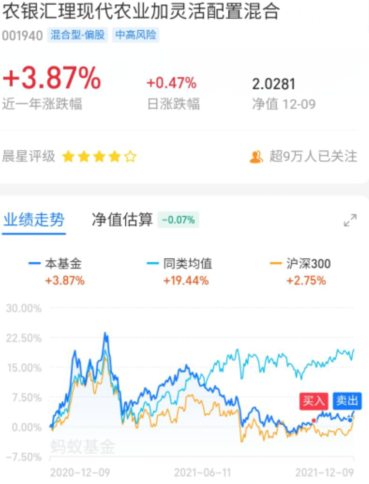 农银汇理现代农业加灵活配置混合
001940 混合型-偏股 中高风险
+3.87% +0.47% 2.0281
近一年涨跌幅 日涨跌幅 净值 12-09
晨星评级 超9万人已关注
业绩走势 净值估算 -0.07%
本基金 同类均值 沪深300
+3.87% +19.44% +2.75%
30.00%
22.50%
15.00%
7.50%
0.00%
-7.50%
买入 卖出
蚂蚁基金
2020-12-09 2021-06-11 2021-12-09